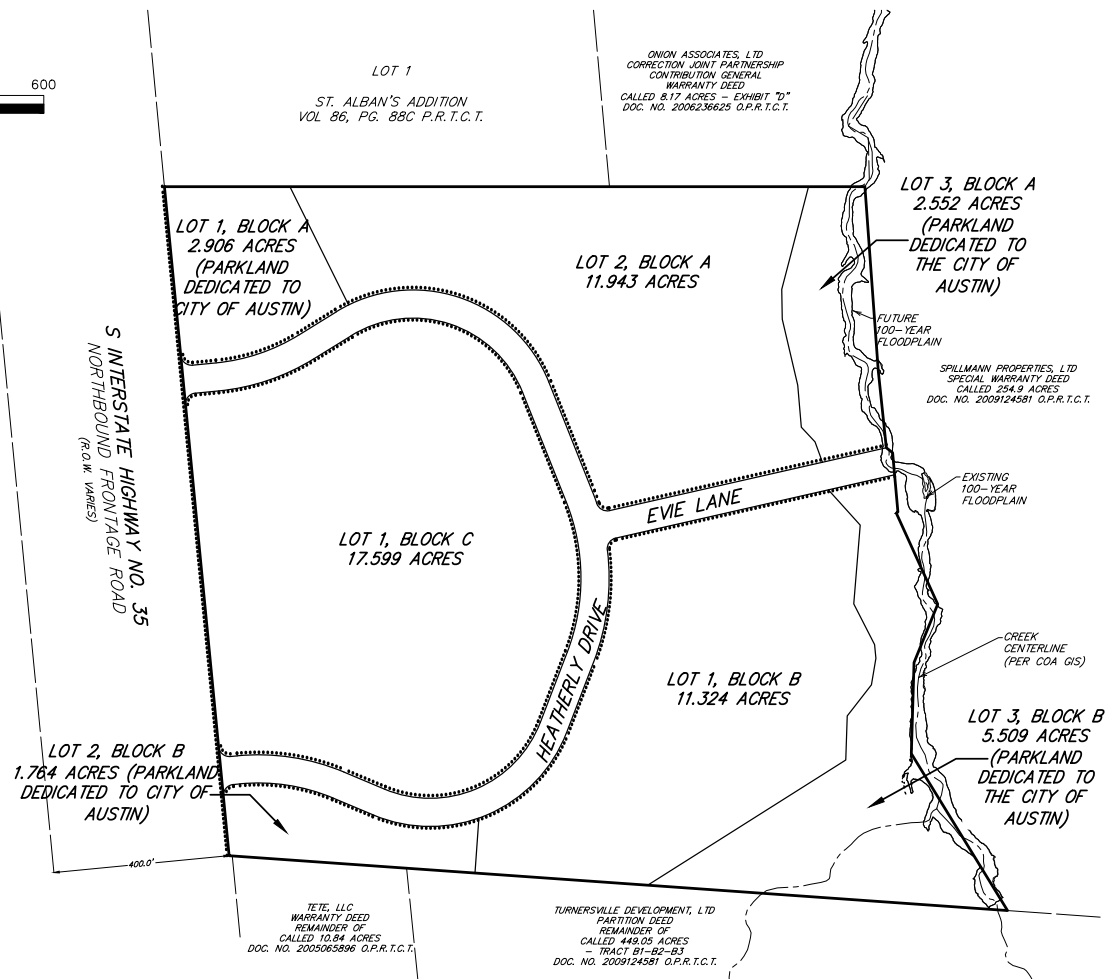 600
LOT 1
ST. ALBAN'S ADDITION
VOL 86, PG. 88C P.R.T.C.T.
ONION ASSOCIATES, LTD
CORRECTION JOINT PARTNERSHIP
CONTRIBUTION GENERAL
WARRANTY DEED
CALLED 8.17 ACRES – EXHIBIT "D"
DOC. NO. 2006236625 O.P.R.T.C.T.
LOT 1, BLOCK A
2.906 ACRES
(PARKLAND
DEDICATED TO
CITY OF AUSTIN)
LOT 2, BLOCK A
11.943 ACRES
LOT 3, BLOCK A
2.552 ACRES
(PARKLAND
DEDICATED TO
THE CITY OF
AUSTIN)
FUTURE
100-YEAR
FLOODPLAIN
SPILLMANN PROPERTIES, LTD
SPECIAL WARRANTY DEED
CALLED 254.9 ACRES
DOC. NO. 2009124581 O.P.R.T.C.T.
S INTERSTATE HIGHWAY NO. 35
NORTHBOUND FRONTAGE ROAD
(R.O.W. VARIES)
EVIE LANE
EXISTING
100-YEAR
FLOODPLAIN
LOT 1, BLOCK C
17.599 ACRES
HEATHERLY DRIVE
CREEK
CENTERLINE
(PER COA GIS)
LOT 1, BLOCK B
11.324 ACRES
LOT 2, BLOCK B
1.764 ACRES (PARKLAND
DEDICATED TO CITY OF
AUSTIN)
LOT 3, BLOCK B
5.509 ACRES
(PARKLAND
DEDICATED TO
THE CITY OF
AUSTIN)
400.0'
TETE, LLC
WARRANTY DEED
REMAINDER OF
CALLED 10.84 ACRES
DOC. NO. 2005065896 O.P.R.T.C.T.
TURNERSVILLE DEVELOPMENT, LTD
PARTITION DEED
REMAINDER OF
CALLED 449.05 ACRES
– TRACT B1-B2-B3
DOC. NO. 2009124581 O.P.R.T.C.T.